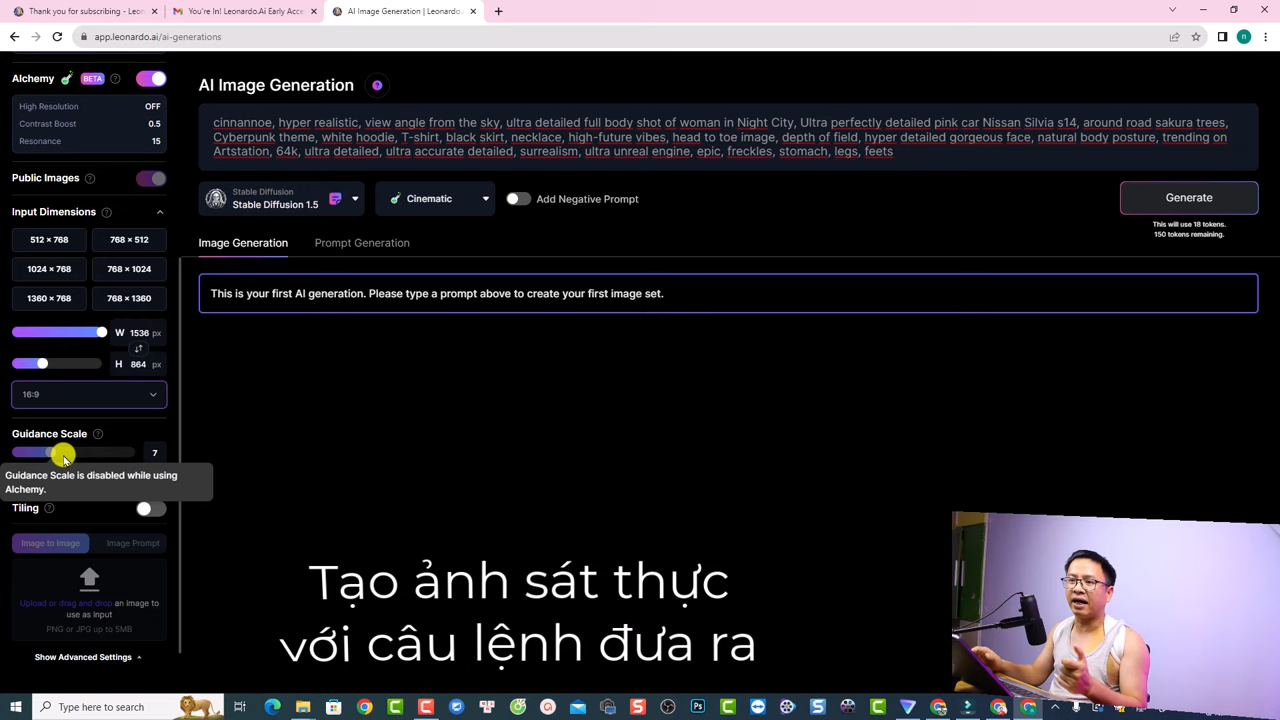 Thank you for subscribing - Leon
You're In! Leonardo.Ai Early Acce
AI Image Generation | Leonardo.
app.leonardo.ai/ai-generations
n
Alchemy
BETA
High Resolution OFF
Contrast Boost 0.5
Resonance 15
Public Images
Input Dimensions
512 × 768
768 × 512
1024 × 768
768 × 1024
1360 × 768
768 × 1360
W 1536 px
H 864 px
16:9
Guidance Scale
7
Guidance Scale is disabled while using
Alchemy.
Tiling
Image to Image
Image Prompt
Upload or drag and drop an image to
use as input
PNG or JPG up to 5MB
Show Advanced Settings
AI Image Generation
cinnannoe, hyper realistic, view angle from the sky, ultra detailed full body shot of woman in Night City, Ultra perfectly detailed pink car Nissan Silvia s14, around road sakura trees,
Cyberpunk theme, white hoodie, T-shirt, black skirt, necklace, high-future vibes, head to toe image, depth of field, hyper detailed gorgeous face, natural body posture, trending on
Artstation, 64k, ultra detailed, ultra accurate detailed, surrealism, ultra unreal engine, epic, freckles, stomach, legs, feets
Stable Diffusion
Stable Diffusion 1.5
Cinematic
Add Negative Prompt
Generate
This will use 18 tokens.
150 tokens remaining.
Image Generation
Prompt Generation
This is your first AI generation. Please type a prompt above to create your first image set.
Tạo ảnh sát thực
với câu lệnh đưa ra
Type here to search